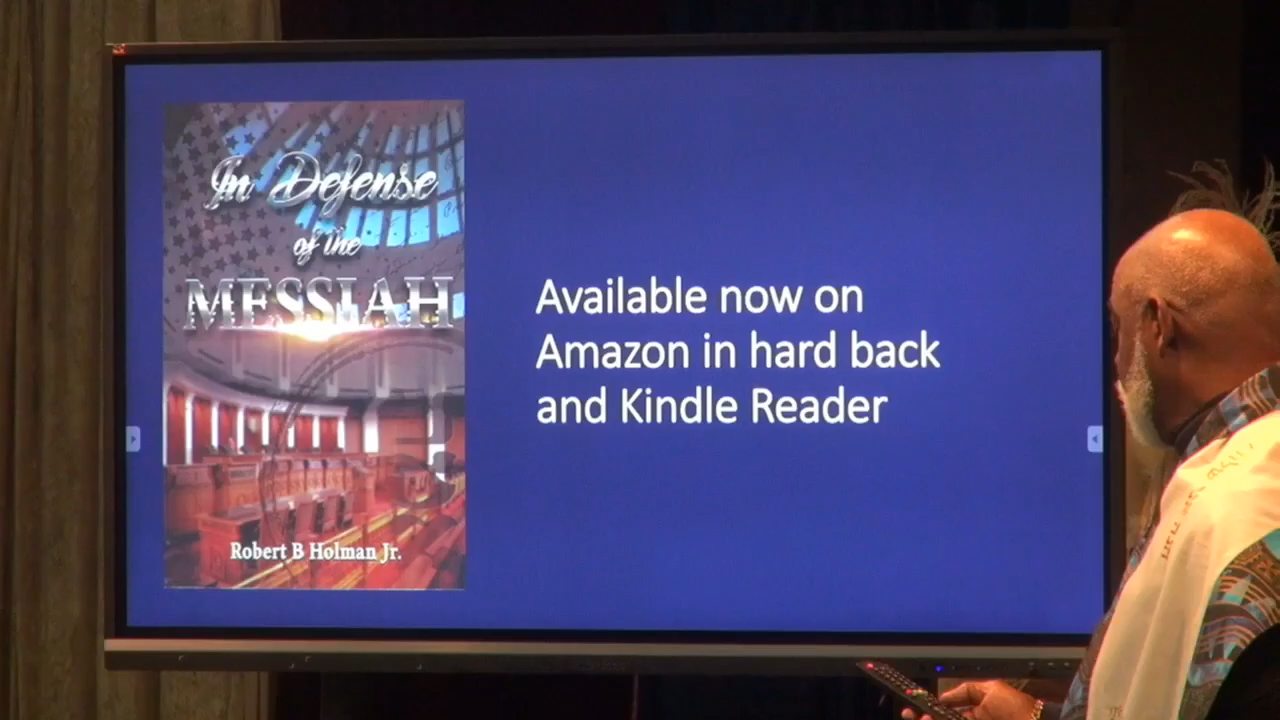 In Defense
of the
MESSIAH
Robert B Holman Jr.
Available now on
Amazon in hard back
and Kindle Reader